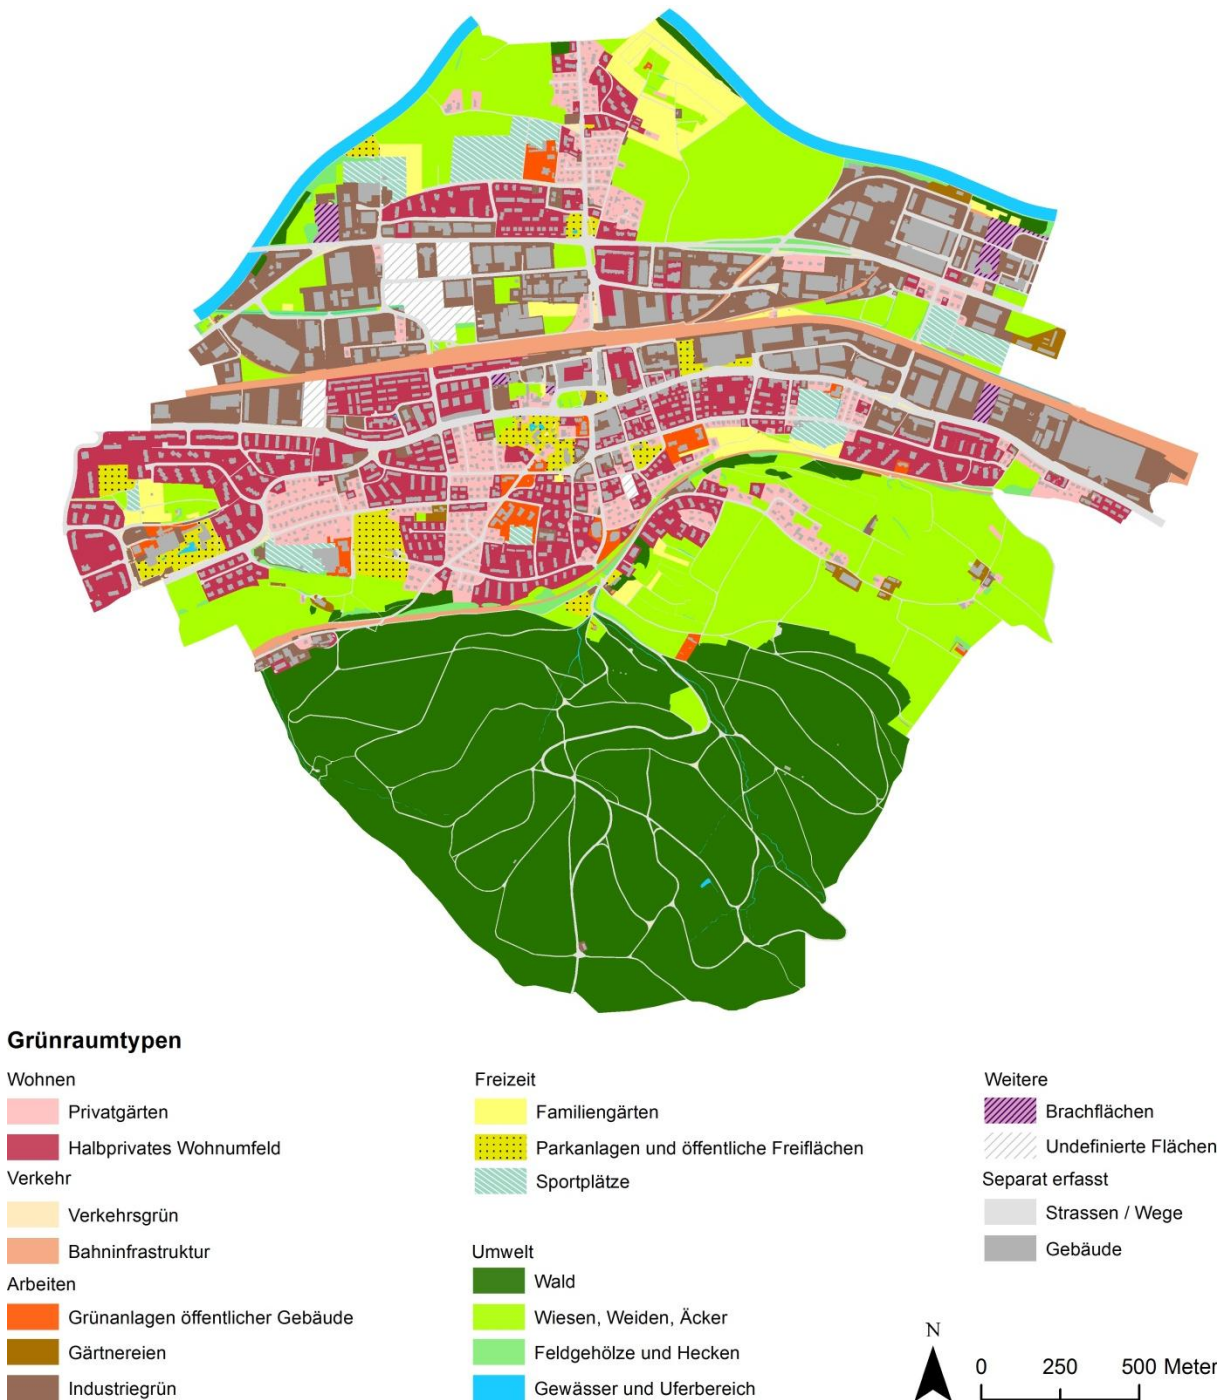 Grünraumtypen
Wohnen
Privatgärten
Halbprivates Wohnumfeld
Verkehr
Verkehrsgrün
Bahninfrastruktur
Arbeiten
Grünanlagen öffentlicher Gebäude
Gärtnereien
Industriegrün
Freizeit
Familiengärten
Parkanlagen und öffentliche Freiflächen
Sportplätze
Umwelt
Wald
Wiesen, Weiden, Äcker
Feldgehölze und Hecken
Gewässer und Uferbereich
Weitere
Brachflächen
Undefinierte Flächen
Separat erfasst
Strassen / Wege
Gebäude
N
0 250 500 Meter